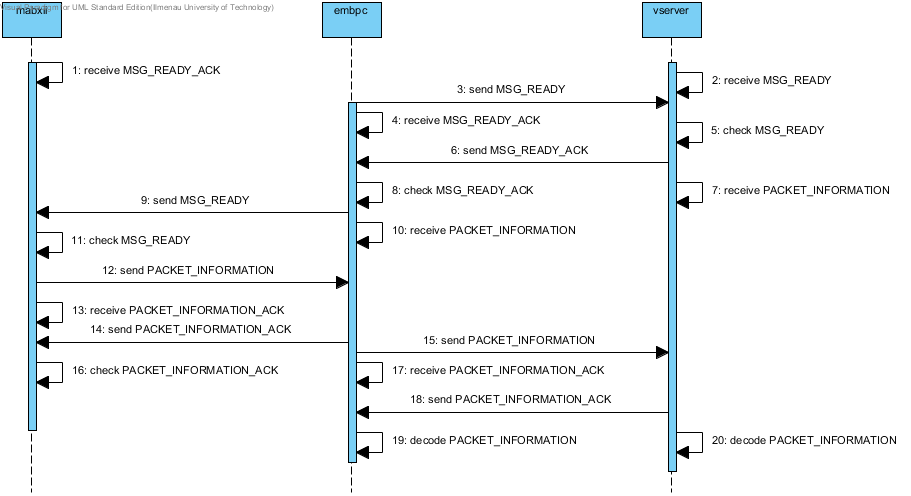 for UML Standard Edition(Ilmenau University of Technology)
mabxii
embpc
vserver
1: receive MSG_READY_ACK
2: receive MSG_READY
3: send MSG_READY
4: receive MSG_READY_ACK
5: check MSG_READY
6: send MSG_READY_ACK
7: receive PACKET_INFORMATION
8: check MSG_READY_ACK
9: send MSG_READY
10: receive PACKET_INFORMATION
11: check MSG_READY
12: send PACKET_INFORMATION
13: receive PACKET_INFORMATION_ACK
14: send PACKET_INFORMATION_ACK
15: send PACKET_INFORMATION
16: check PACKET_INFORMATION_ACK
17: receive PACKET_INFORMATION_ACK
18: send PACKET_INFORMATION_ACK
19: decode PACKET_INFORMATION
20: decode PACKET_INFORMATION